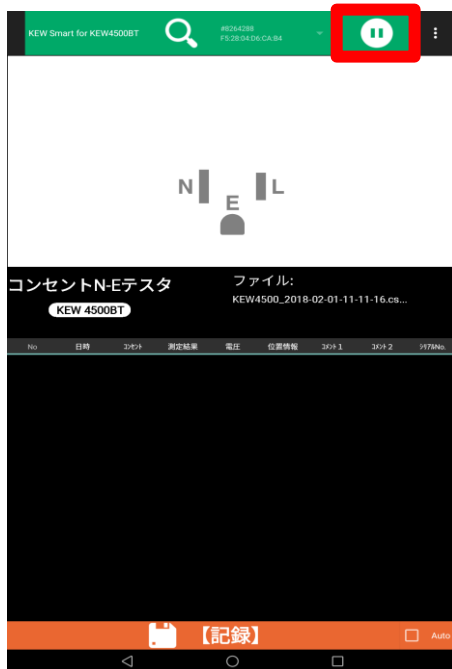 KEW Smart for KEW4500BT
#8264288
F5:28:04:D6:CA:B4
N E L
コンセントN-Eテスタ
KEW 4500BT
ファイル:
KEW4500_2018-02-01-11-11-16.cs...
No 日時 コンセント 測定結果 電圧 位置情報 コメント1 コメント2 シリアルNo.
【記録】
Auto